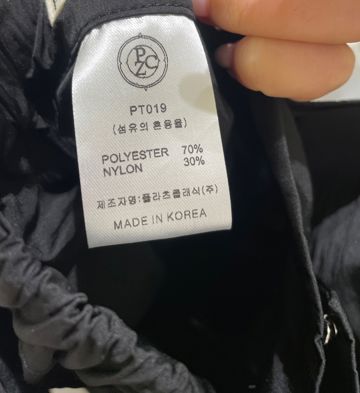 PZC
PT019
(섬유의 혼용율)
POLYESTER 70%
NYLON 30%
제조자명:플라츠클래식(주)
MADE IN KOREA